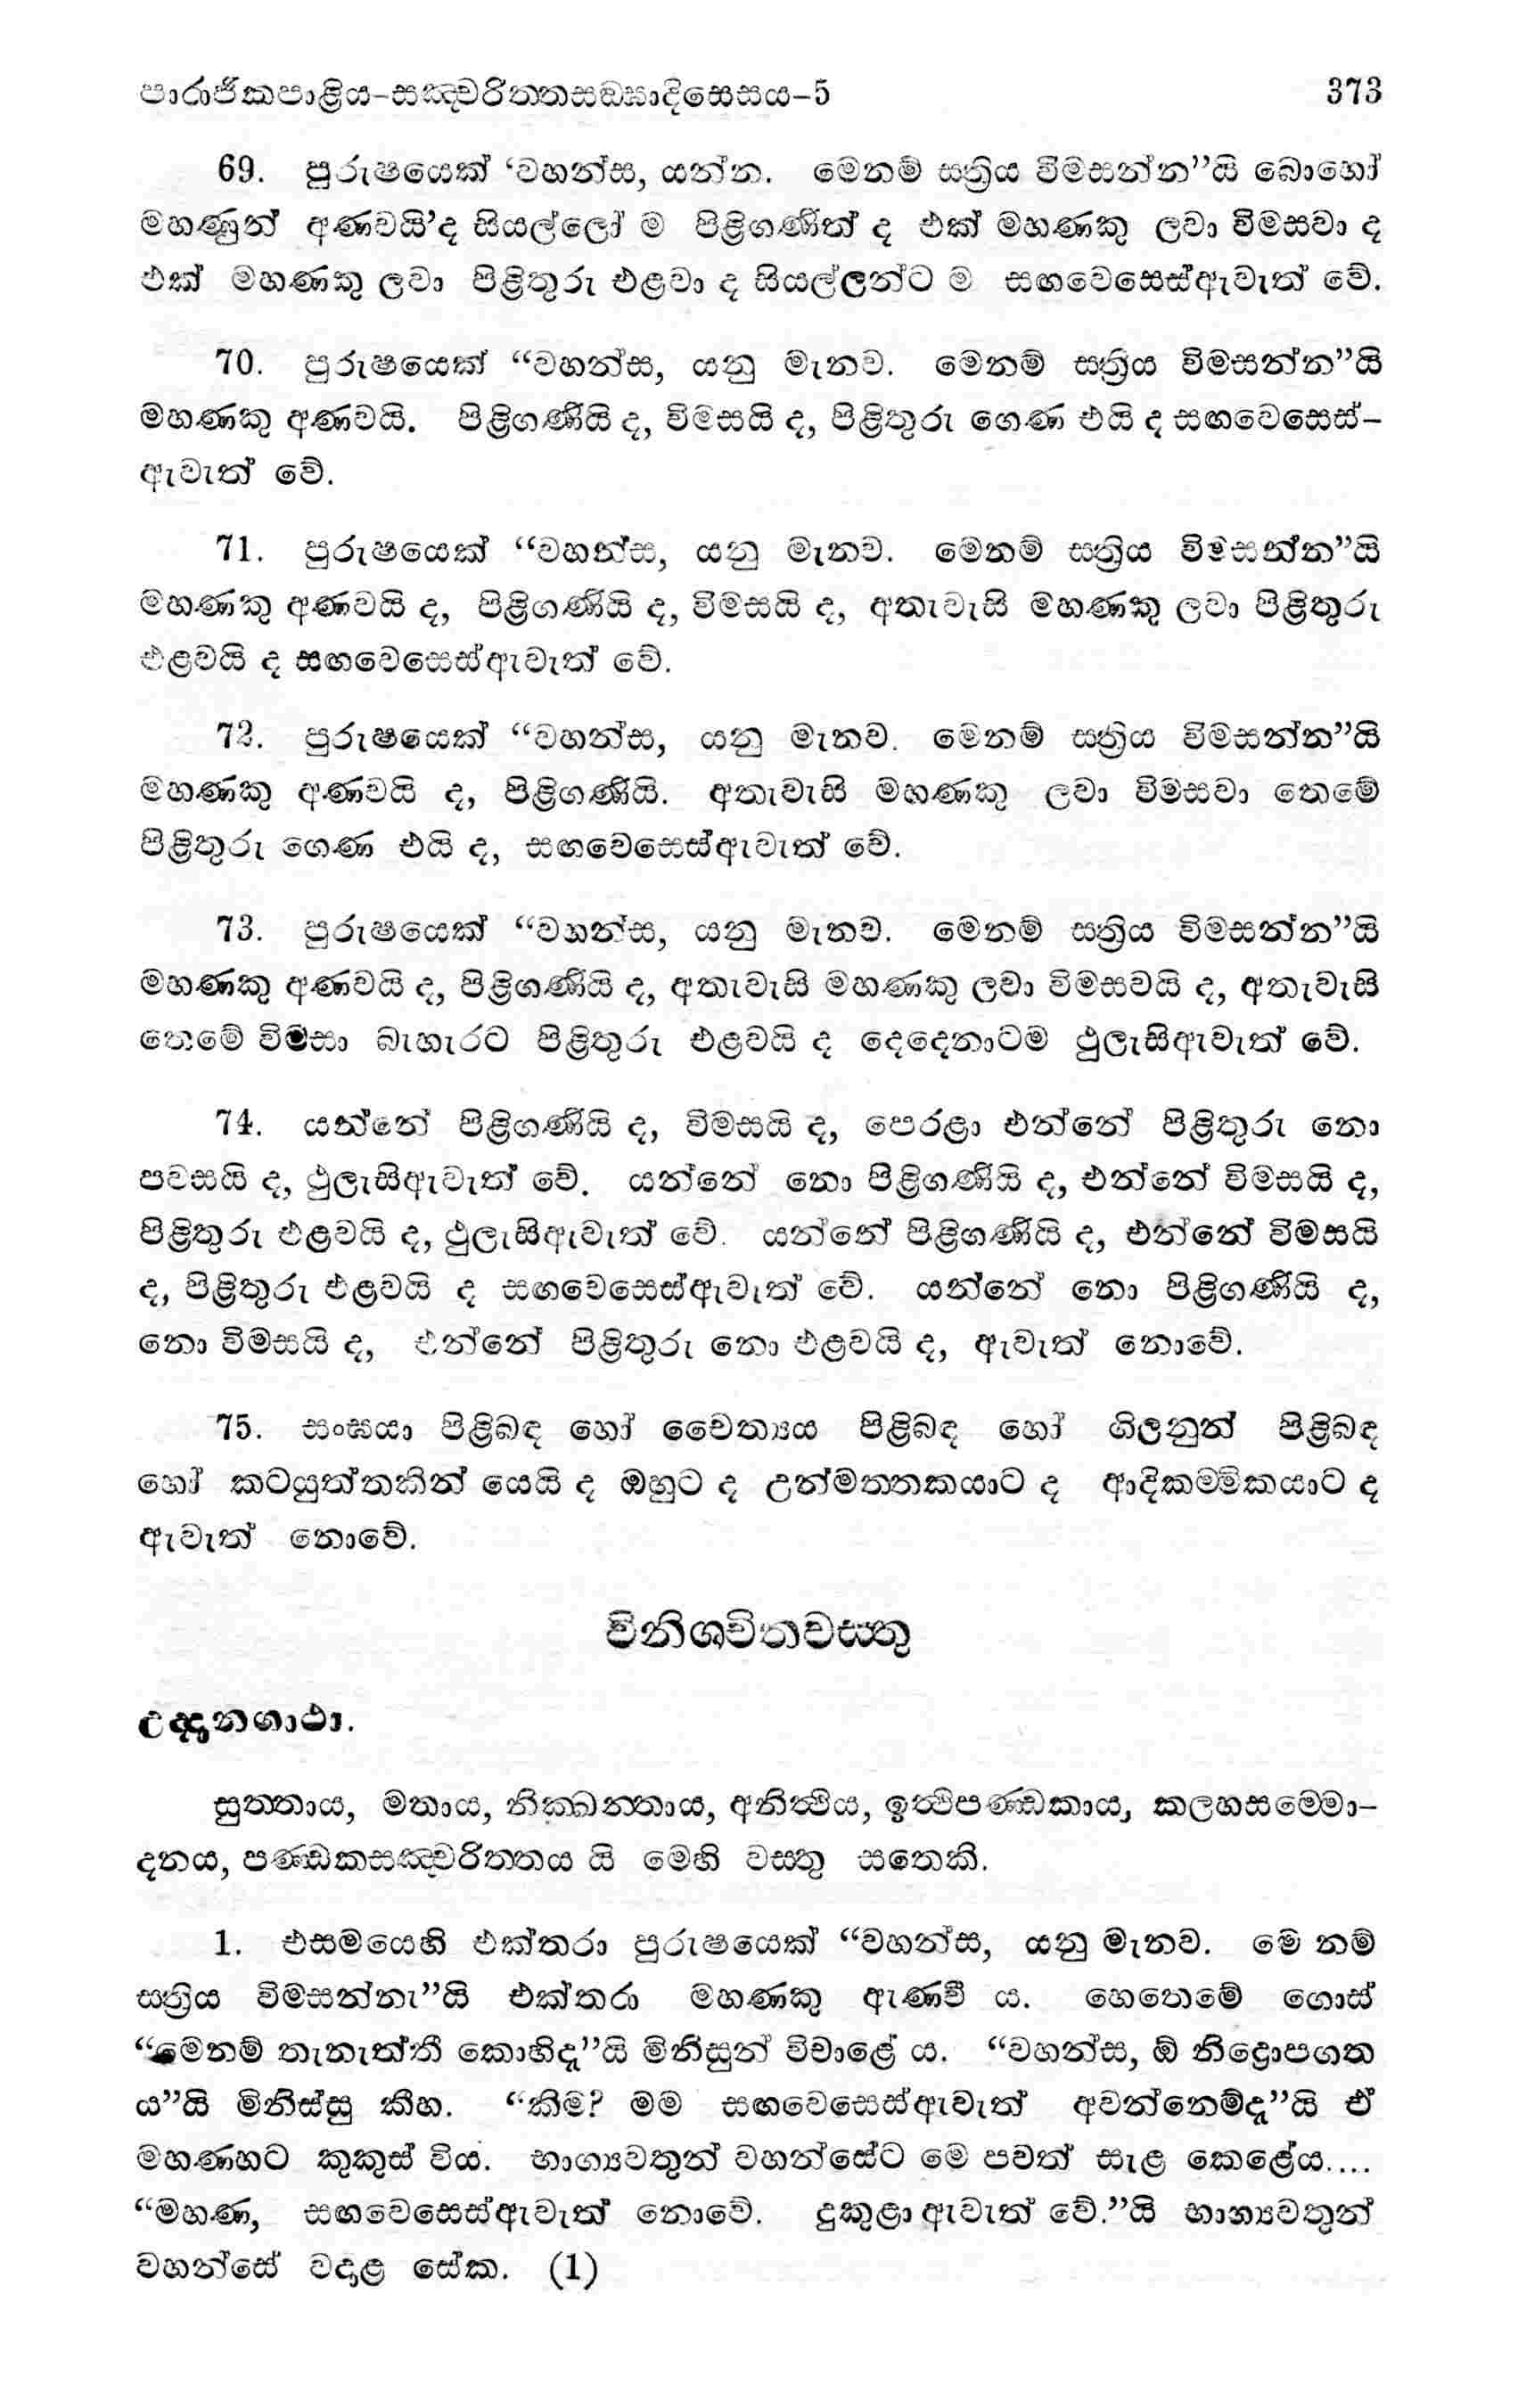 පාරාජිකපාළිය-සඤ්චරිත්තසඞ්ඝාදිසෙසය-5 373
69. පුරුෂයෙක් ‘වහන්ස, යන්න. මෙනම් සත්‍රිය විමසන්න”යි බොහෝ
මහණුන් අණවයි’ද සියල්ලෝ ම පිළිගණිත් ද එක් මහණකු ලවා විමසවා ද
එක් මහණකු ලවා පිළිතුරු එළවා ද සියල්ලන්ට ම සඟවෙසෙස්ඇවැත් වේ.
70. පුරුෂයෙක් “වහන්ස, යනු මැනව. මෙනම් සත්‍රිය විමසන්න”යි
මහණකු අණවයි. පිළිගණියි ද, විමසයි ද, පිළිතුරු ගෙණ එයි ද සඟවෙසෙස්-
ඇවැත් වේ.
71. පුරුෂයෙක් “වහන්ස, යනු මැනව. මෙනම් සත්‍රිය විමසන්න”යි
මහණකු අණවයි ද, පිළිගණියි ද, විමසයි ද, අතැවැසි මහණකු ලවා පිළිතුරු
එළවයි ද සඟවෙසෙස්ඇවැත් වේ.
72. පුරුෂයෙක් “වහන්ස, යනු මැනව. මෙනම් සත්‍රිය විමසන්න”යි
මහණකු අණවයි ද, පිළිගණියි. අතැවැසි මහණකු ලවා විමසවා තෙමේ
පිළිතුරු ගෙණ එයි ද, සඟවෙසෙස්ඇවැත් වේ.
73. පුරුෂයෙක් “වහන්ස, යනු මැනව. මෙනම් සත්‍රිය විමසන්න”යි
මහණකු අණවයි ද, පිළිගණියි ද, අතැවැසි මහණකු ලවා විමසවයි ද, අතැවැසි
තෙමේ විමසා බැහැරට පිළිතුරු එළවයි ද දෙදෙනාටම ථුලැසිඇවැත් වේ.
74. යන්නේ පිළිගණියි ද, විමසයි ද, පෙරළා එන්නේ පිළිතුරු නො
පවසයි ද, ථුලැසිඇවැත් වේ. යන්නේ නො පිළිගණියි ද, එන්නේ විමසයි ද,
පිළිතුරු එළවයි ද, ථුලැසිඇවැත් වේ. යන්නේ පිළිගණියි ද, එන්නේ විමසයි
ද, පිළිතුරු එළවයි ද සඟවෙසෙස්ඇවැත් වේ. යන්නේ නො පිළිගණියි ද,
නො විමසයි ද, එන්නේ පිළිතුරු නො එළවයි ද, ඇවැත් නොවේ.
75. සංඝයා පිළිබඳ හෝ චෛත්‍යය පිළිබඳ හෝ ගිලනුන් පිළිබඳ
හෝ කටයුත්තකින් යෙයි ද ඔහුට ද උන්මත්තකයාට ද ආදිකම්මිකයාට ද
ඇවැත් නොවේ.
විනිශ්චිතවස්තු
උද්දානගාථා.
සුත්තාය, මතාය, නික්ඛන්තාය, අනිත්ථිය, ඉත්ථිපණ්ඩකාය, කලහසම්මො-
දනය, පණ්ඩකසඤ්චරිත්තය යි මෙහි වස්තු සතෙකි.
1. එසමයෙහි එක්තරා පුරුෂයෙක් “වහන්ස, යනු මැනව. මෙ නම්
සත්‍රිය විමසන්නැ”යි එක්තරා මහණකු ඇණවී ය. හෙතෙමේ ගොස්
“මෙනම් තැනැත්තී කොහිදැ”යි මිනිසුන් විචාළේ ය. “වහන්ස, ඕ නිද්‍රොපගත
ය”යි මිනිස්සු කීහ. “කිම? මම සඟවෙසෙස්ඇවැත් අවන්නෙම්දැ”යි ඒ
මහණහට කුකුස් විය. භාග්‍යවතුන් වහන්සේට මෙ පවත් සැළ කෙළේය....
“මහණ, සඟවෙසෙස්ඇවැත් නොවේ. දුකුළා ඇවැත් වේ.”යි භාග්‍යවතුන්
වහන්සේ වදාළ සේක. (1)